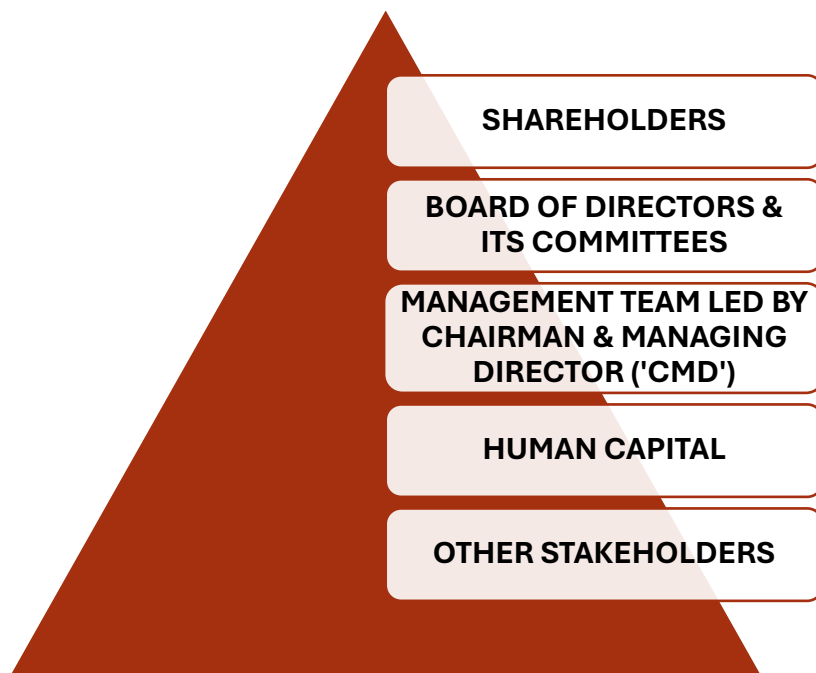 SHAREHOLDERS
BOARD OF DIRECTORS &
ITS COMMITTEES
MANAGEMENT TEAM LED BY
CHAIRMAN & MANAGING
DIRECTOR ('CMD')
HUMAN CAPITAL
OTHER STAKEHOLDERS